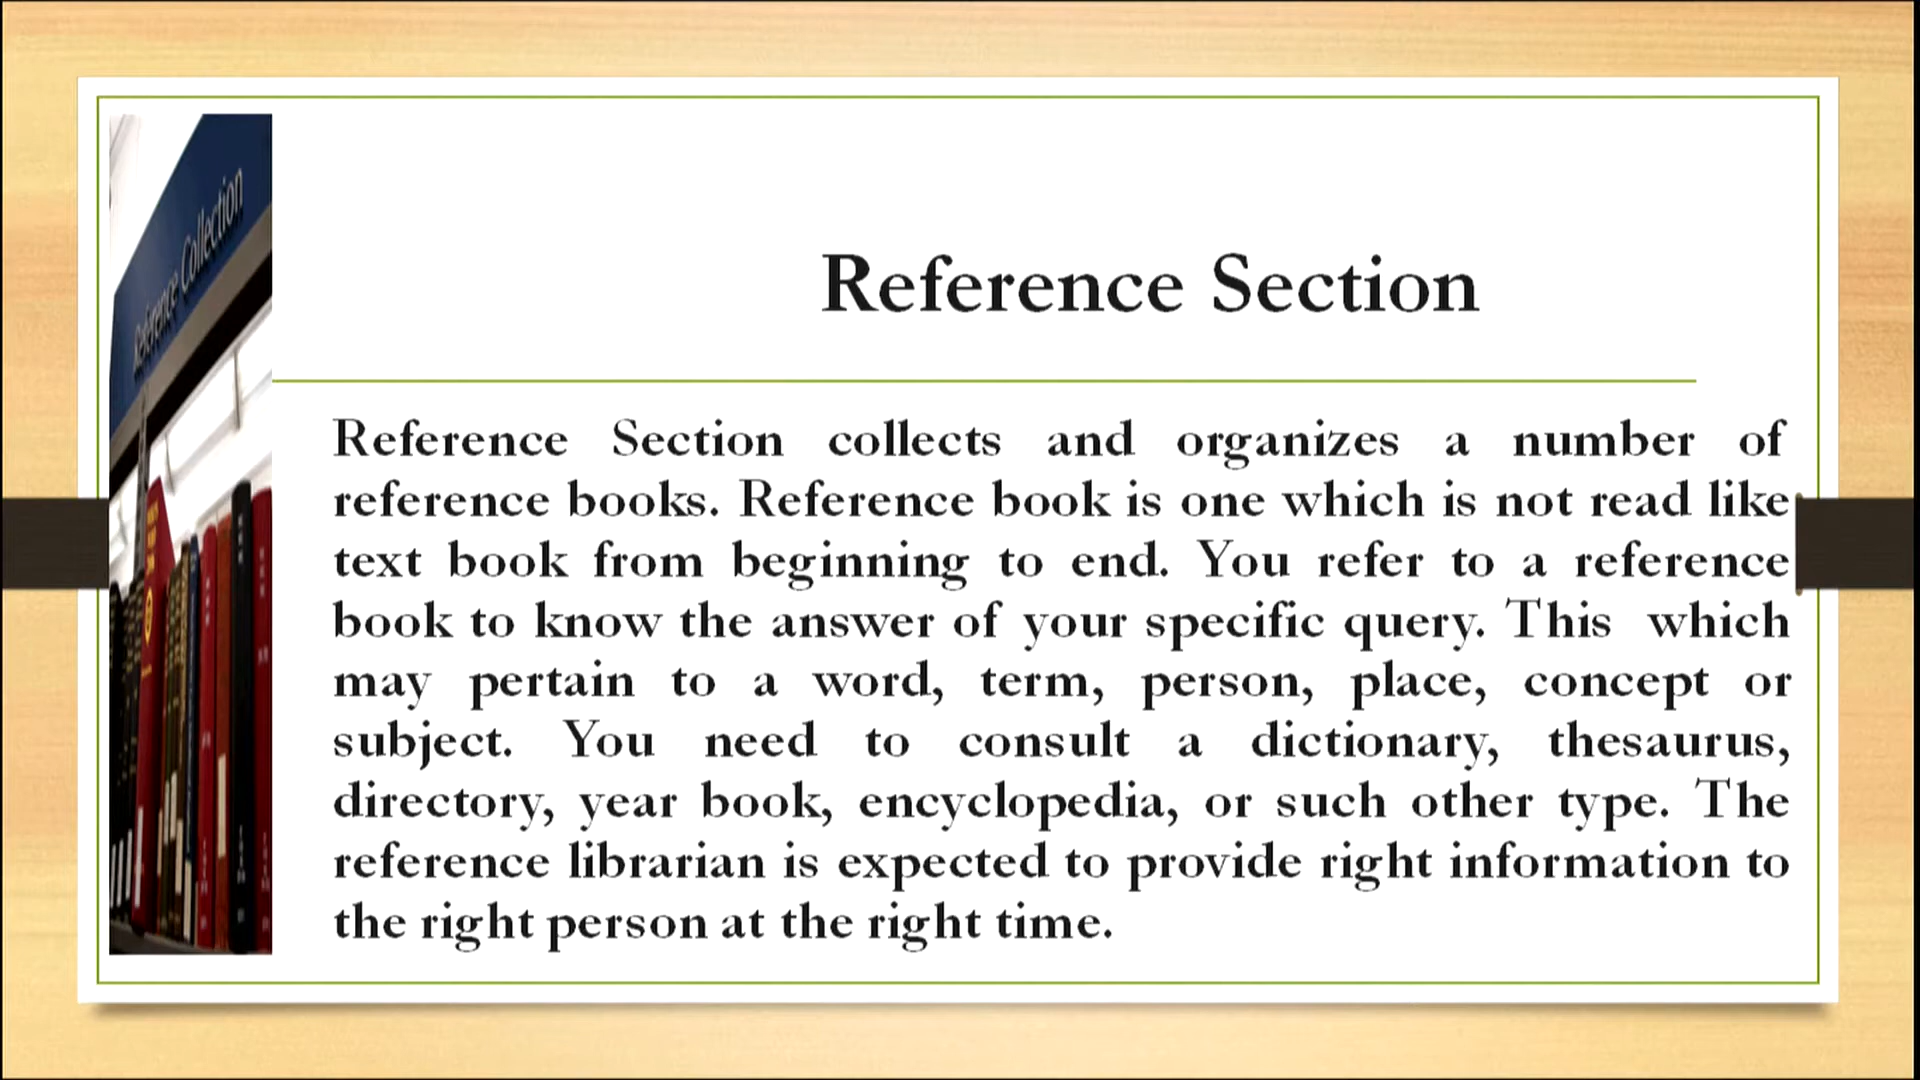 Reference Collection
Reference Section
Reference Section collects and organizes a number of
reference books. Reference book is one which is not read like
text book from beginning to end. You refer to a reference
book to know the answer of your specific query. This which
may pertain to a word, term, person, place, concept or
subject. You need to consult a dictionary, thesaurus,
directory, year book, encyclopedia, or such other type. The
reference librarian is expected to provide right information to
the right person at the right time.